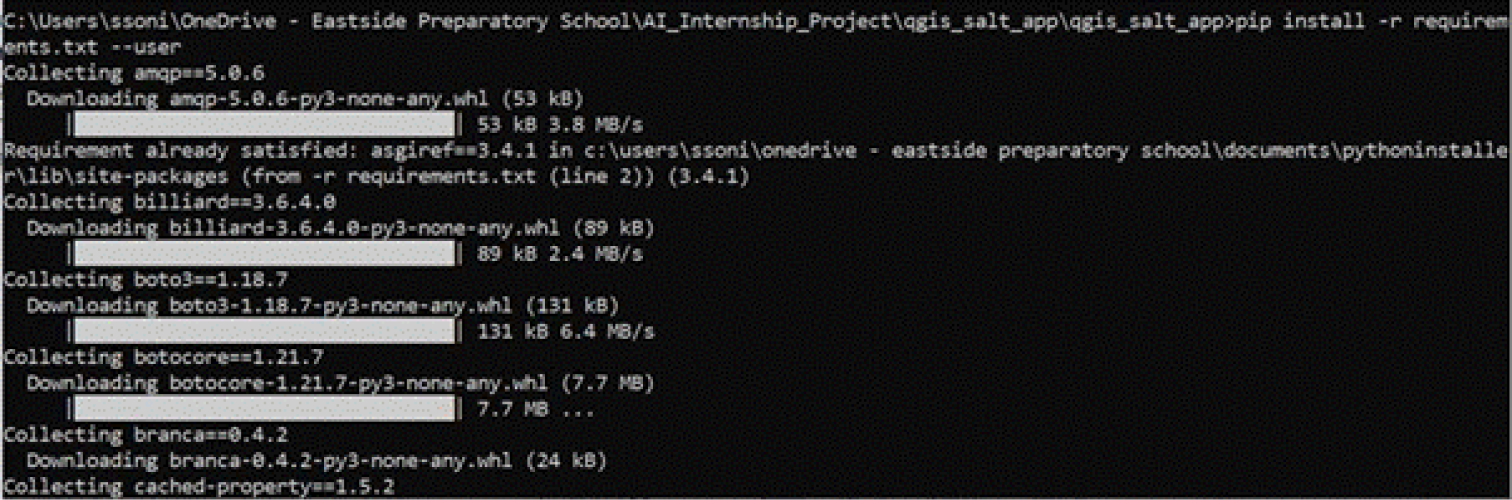 C:\Users\ssoni\OneDrive - Eastside Preparatory School\AI_Internship_Project\qgis_salt_app\qgis_salt_app>pip install -r requirem
ents.txt --user
Collecting amqp==5.0.6
  Downloading amqp-5.0.6-py3-none-any.whl (53 kB)
     |████████████████████████████████| 53 kB 3.8 MB/s
Requirement already satisfied: asgiref==3.4.1 in c:\users\ssoni\onedrive - eastside preparatory school\documents\pythoninstalle
r\lib\site-packages (from -r requirements.txt (line 2)) (3.4.1)
Collecting billiard==3.6.4.0
  Downloading billiard-3.6.4.0-py3-none-any.whl (89 kB)
     |████████████████████████████████| 89 kB 2.4 MB/s
Collecting boto3==1.18.7
  Downloading boto3-1.18.7-py3-none-any.whl (131 kB)
     |████████████████████████████████| 131 kB 6.4 MB/s
Collecting botocore==1.21.7
  Downloading botocore-1.21.7-py3-none-any.whl (7.7 MB)
     |████████████████████████████████| 7.7 MB ...
Collecting branca==0.4.2
  Downloading branca-0.4.2-py3-none-any.whl (24 kB)
Collecting cached-property==1.5.2